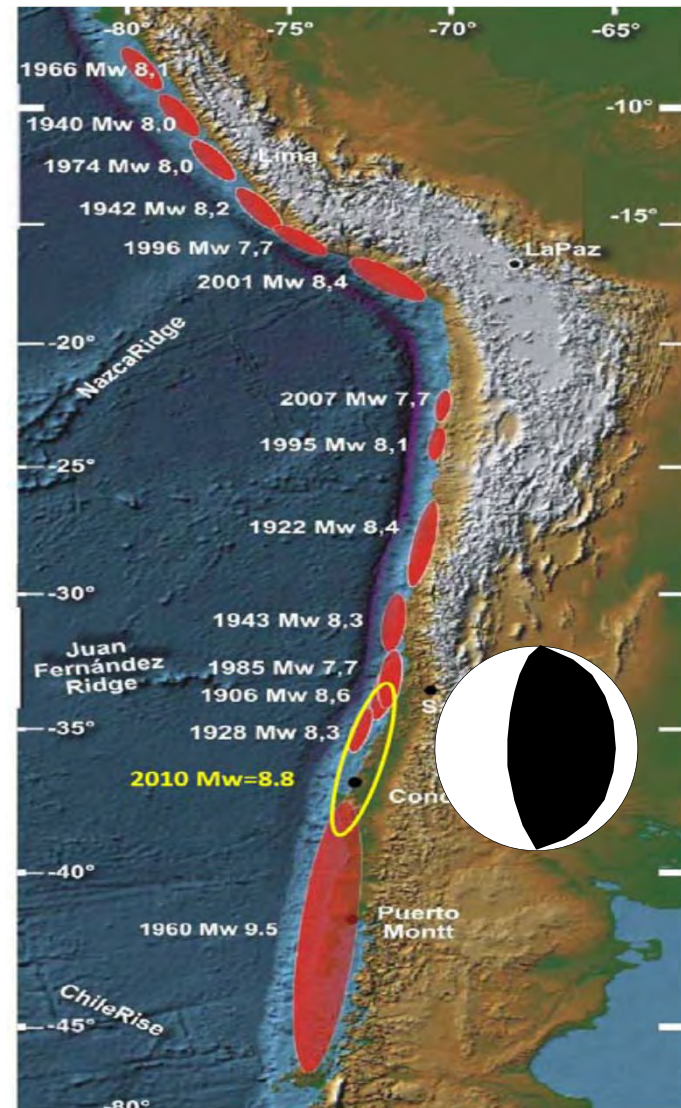 -80° -75° -70° -65°
1966 Mw 8,1
-10°
1940 Mw 8,0
1974 Mw 8,0
Lima
1942 Mw 8,2
-15°
1996 Mw 7,7
LaPaz
2001 Mw 8,4
-20°
NazcaRidge
2007 Mw 7,7
1995 Mw 8,1
-25°
1922 Mw 8,4
-30°
1943 Mw 8,3
Juan
Fernández
Ridge
1985 Mw 7,7
1906 Mw 8,6
S
-35°
1928 Mw 8,3
2010 Mw=8.8
Conc
-40°
1960 Mw 9.5
Puerto
Montt
ChileRise
-45°
-80°